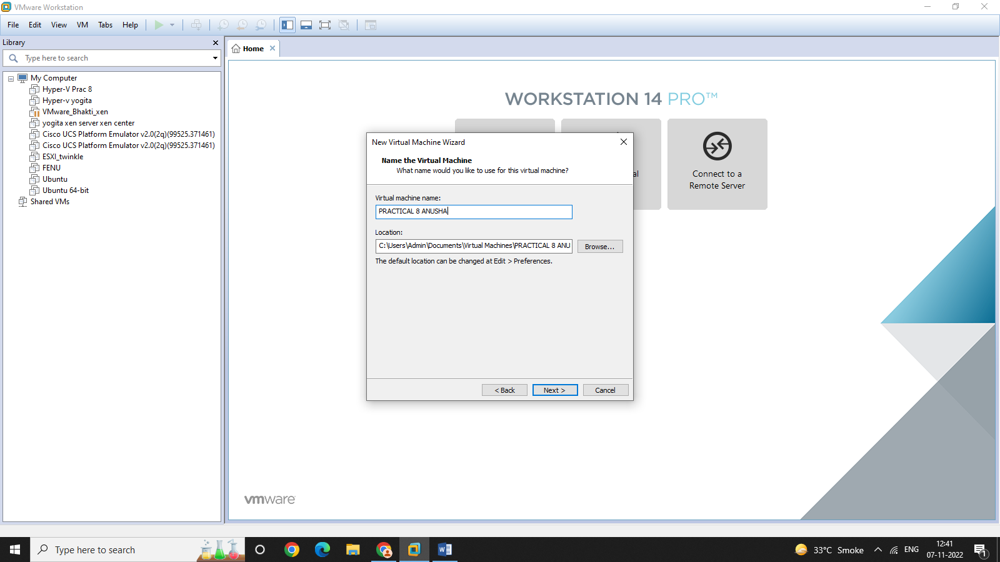 VMware Workstation
File Edit View VM Tabs Help
Library
Type here to search
My Computer
Hyper-V Prac 8
Hyper-v yogita
VMware_Bhakti_xen
yogita xen server xen center
Cisco UCS Platform Emulator v2.0(2q)(99525.371461)
Cisco UCS Platform Emulator v2.0(2q)(99525.371461)
ESXI_twinkle
FENU
Ubuntu
Ubuntu 64-bit
Shared VMs
Home
WORKSTATION 14 PRO™
Connect to a
Remote Server
New Virtual Machine Wizard
Name the Virtual Machine
What name would you like to use for this virtual machine?
Virtual machine name:
PRACTICAL 8 ANUSHA
Location:
C:\Users\Admin\Documents\Virtual Machines\PRACTICAL 8 ANU
Browse...
The default location can be changed at Edit > Preferences.
< Back Next > Cancel
vmware
Type here to search
33°C Smoke
ENG
12:41
07-11-2022
1